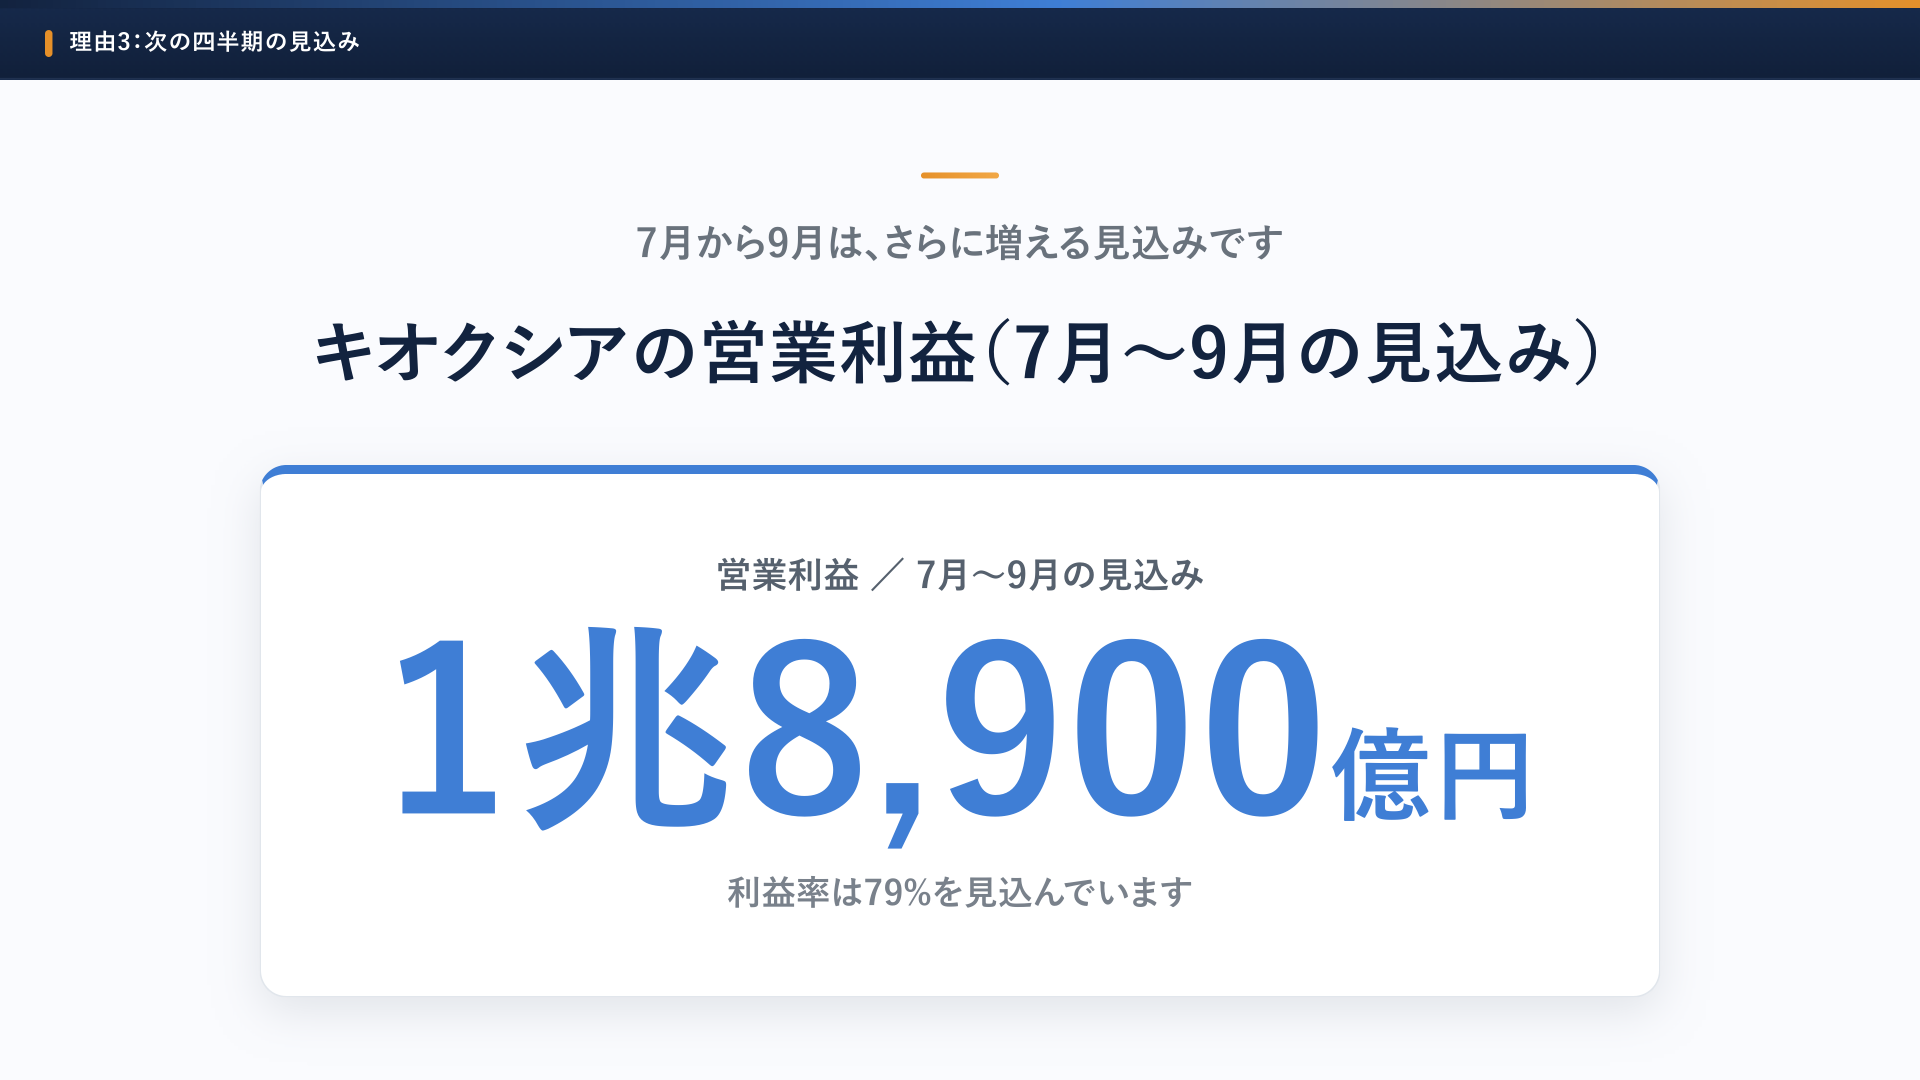 理由3：次の四半期の見込み
7月から9月は、さらに増える見込みです
キオクシアの営業利益（7月〜9月の見込み）
営業利益 ／ 7月〜9月の見込み
1兆8,900億円
利益率は79%を見込んでいます